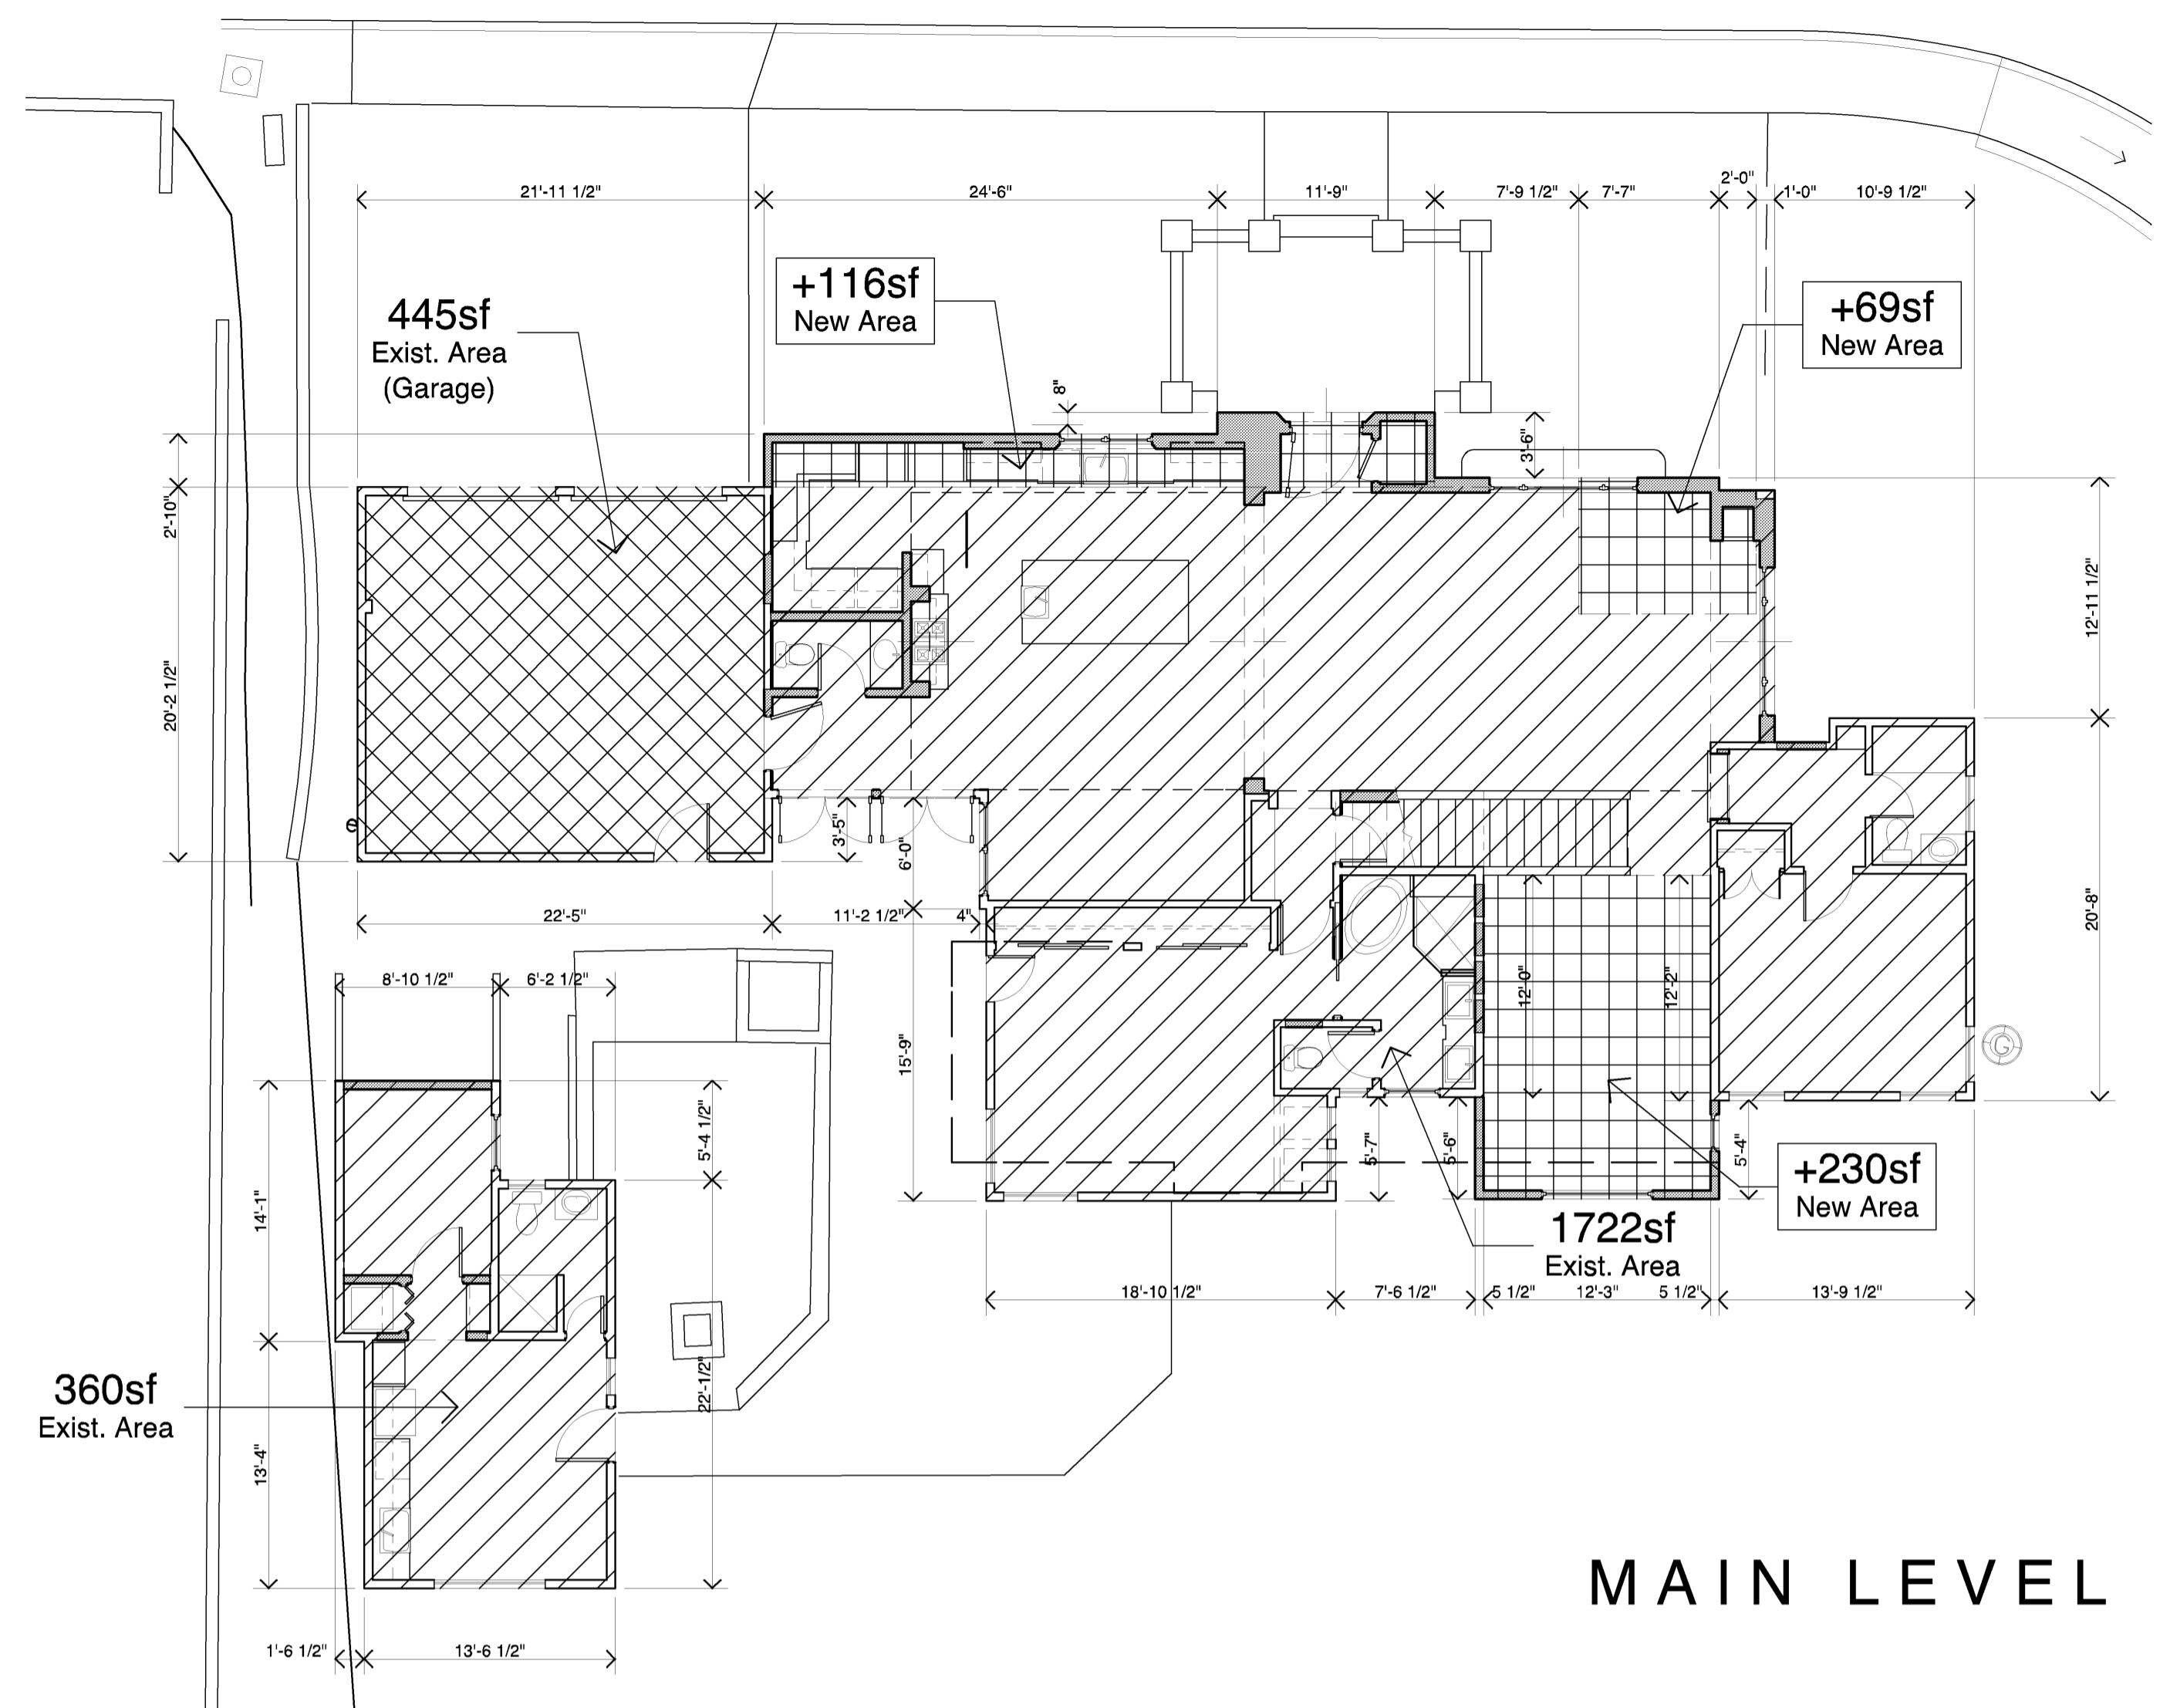 21'-11 1/2"
24'-6"
11'-9"
7'-9 1/2"
7'-7"
2'-0"
1'-0"
10'-9 1/2"
445sf
Exist. Area
(Garage)
+116sf
New Area
+69sf
New Area
8"
3'-6"
2'-10"
20'-2 1/2"
12'-11 1/2"
20'-8"
3'-5"
6'-0"
22'-5"
11'-2 1/2"
4"
8'-10 1/2"
6'-2 1/2"
12'-0"
12'-2"
G
15'-9"
5'-4 1/2"
14'-1"
5'-7"
5'-6"
5'-4"
+230sf
New Area
1722sf
Exist. Area
18'-10 1/2"
7'-6 1/2"
5 1/2"
12'-3"
5 1/2"
13'-9 1/2"
22'-1/2"
360sf
Exist. Area
13'-4"
1'-6 1/2"
13'-6 1/2"
MAIN LEVEL